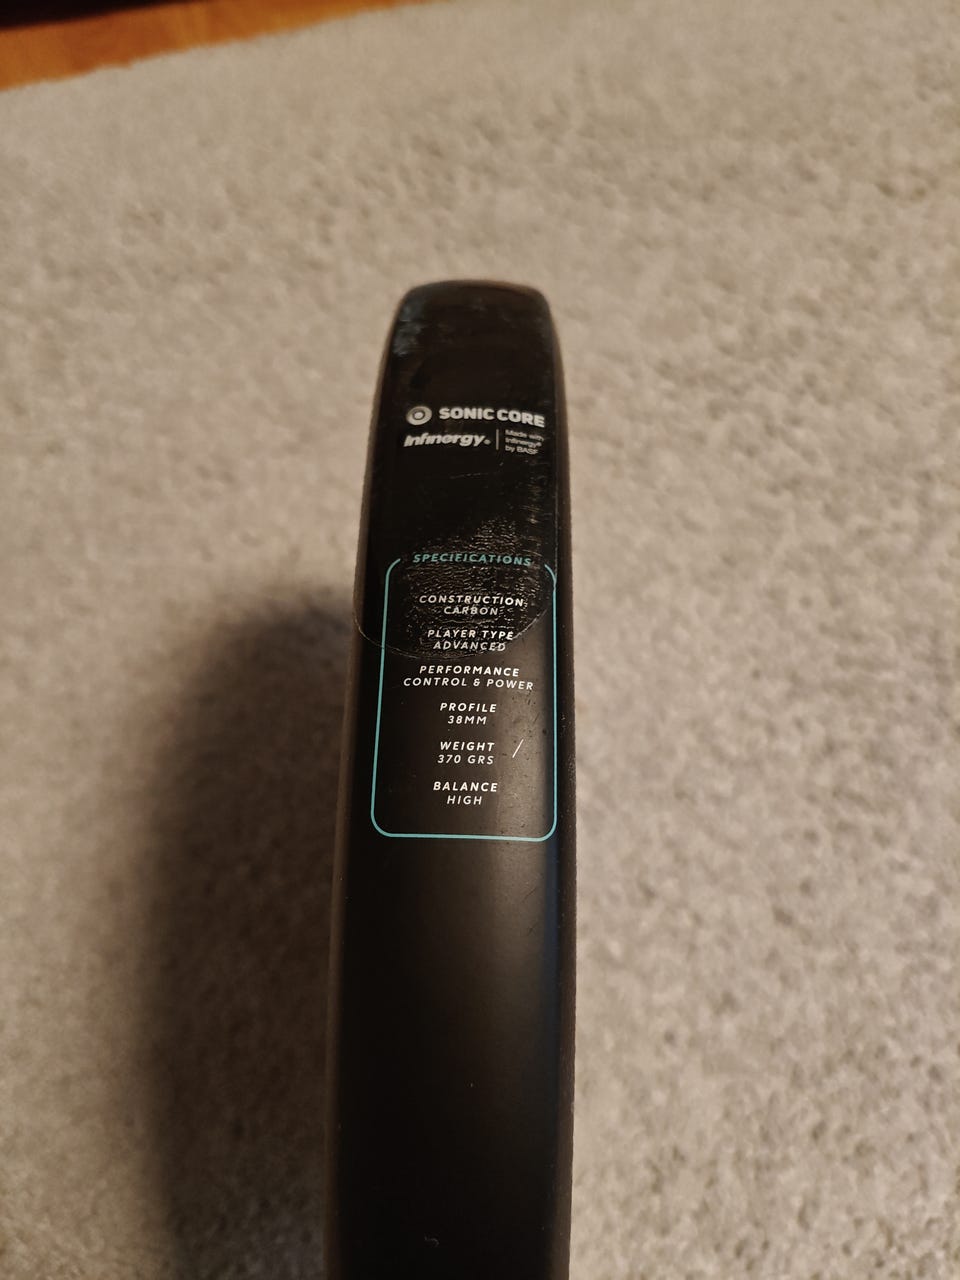 SONIC CORE
Infinergy® | Made with
Infinergy®
by BASF
SPECIFICATIONS
CONSTRUCTION
CARBON
PLAYER TYPE
ADVANCED
PERFORMANCE
CONTROL & POWER
PROFILE
38MM
WEIGHT
370 GRS
BALANCE
HIGH